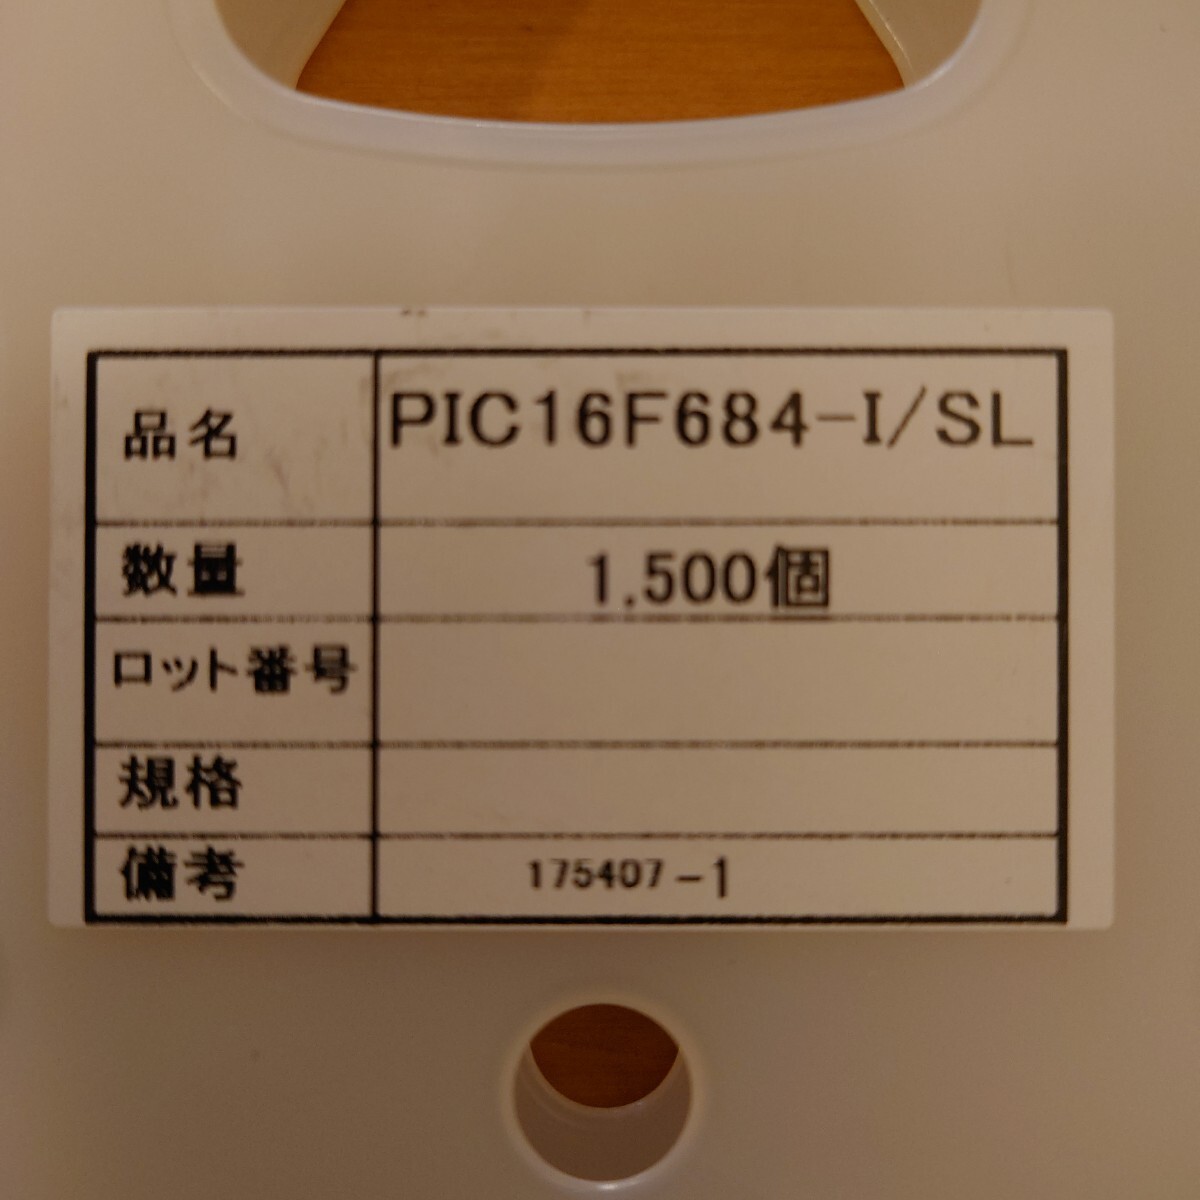 品名 PIC16F684-I/SL
数量 1,500個
ロット番号
規格
備考 175407-1